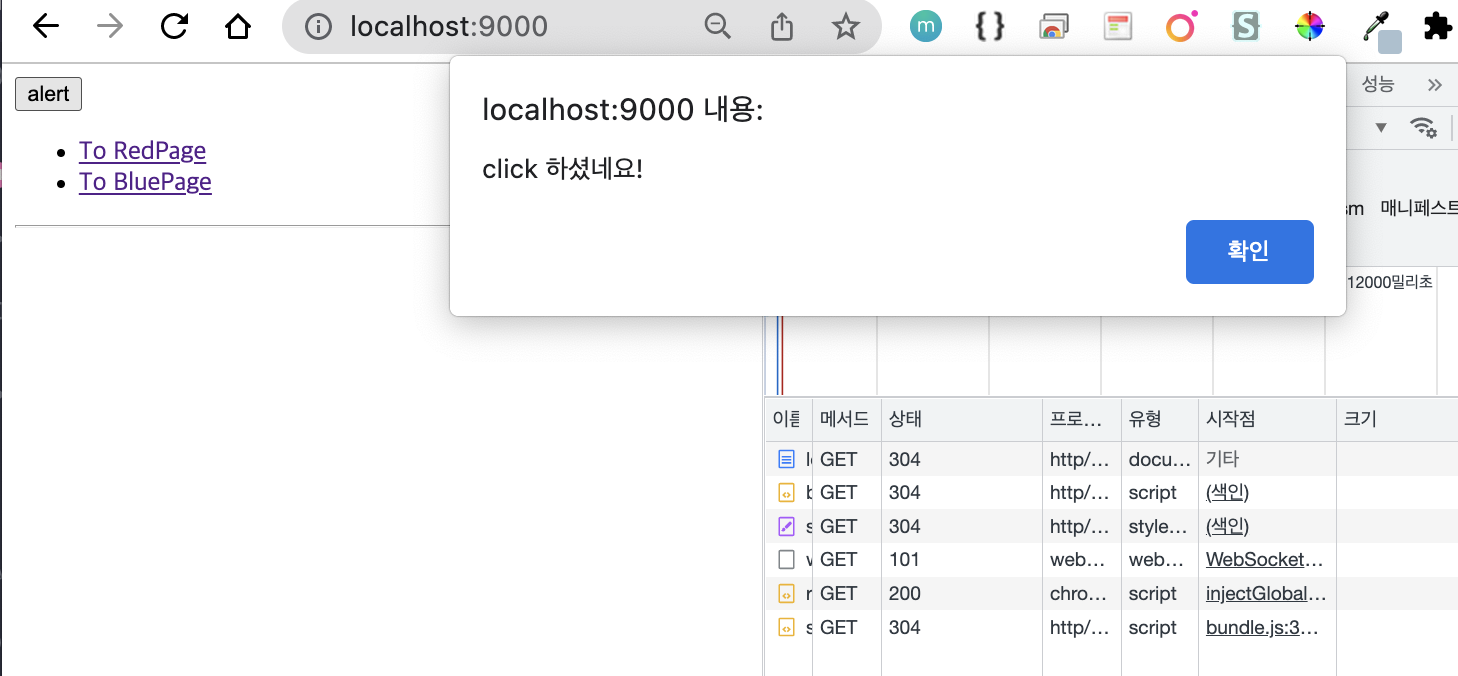 localhost:9000
m
{ }
S
alert
To RedPage
To BluePage
localhost:9000 내용:
click 하셨네요!
확인
성능
매니페스트
12000밀리초
이름 메서드 상태 프로… 유형 시작점 크기
GET 304 http/… docu… 기타
GET 304 http/… script (색인)
GET 304 http/… style… (색인)
GET 101 web… web… WebSocket…
GET 200 chro… script injectGlobal…
GET 304 http/… script bundle.js:3…